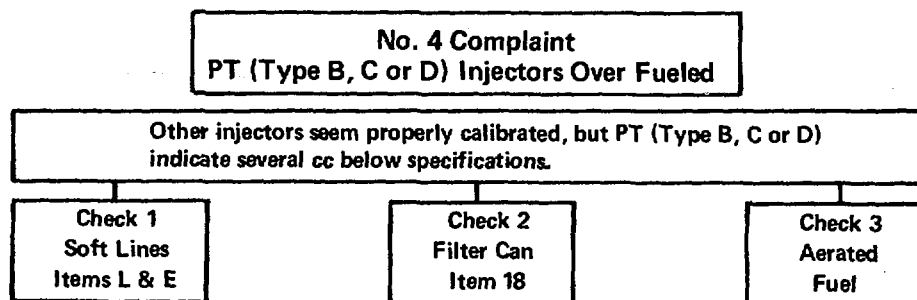 No. 4 Complaint
PT (Type B, C or D) Injectors Over Fueled
Other injectors seem properly calibrated, but PT (Type B, C or D)
indicate several cc below specifications.
Check 1
Soft Lines
Items L & E
Check 2
Filter Can
Item 18
Check 3
Aerated
Fuel